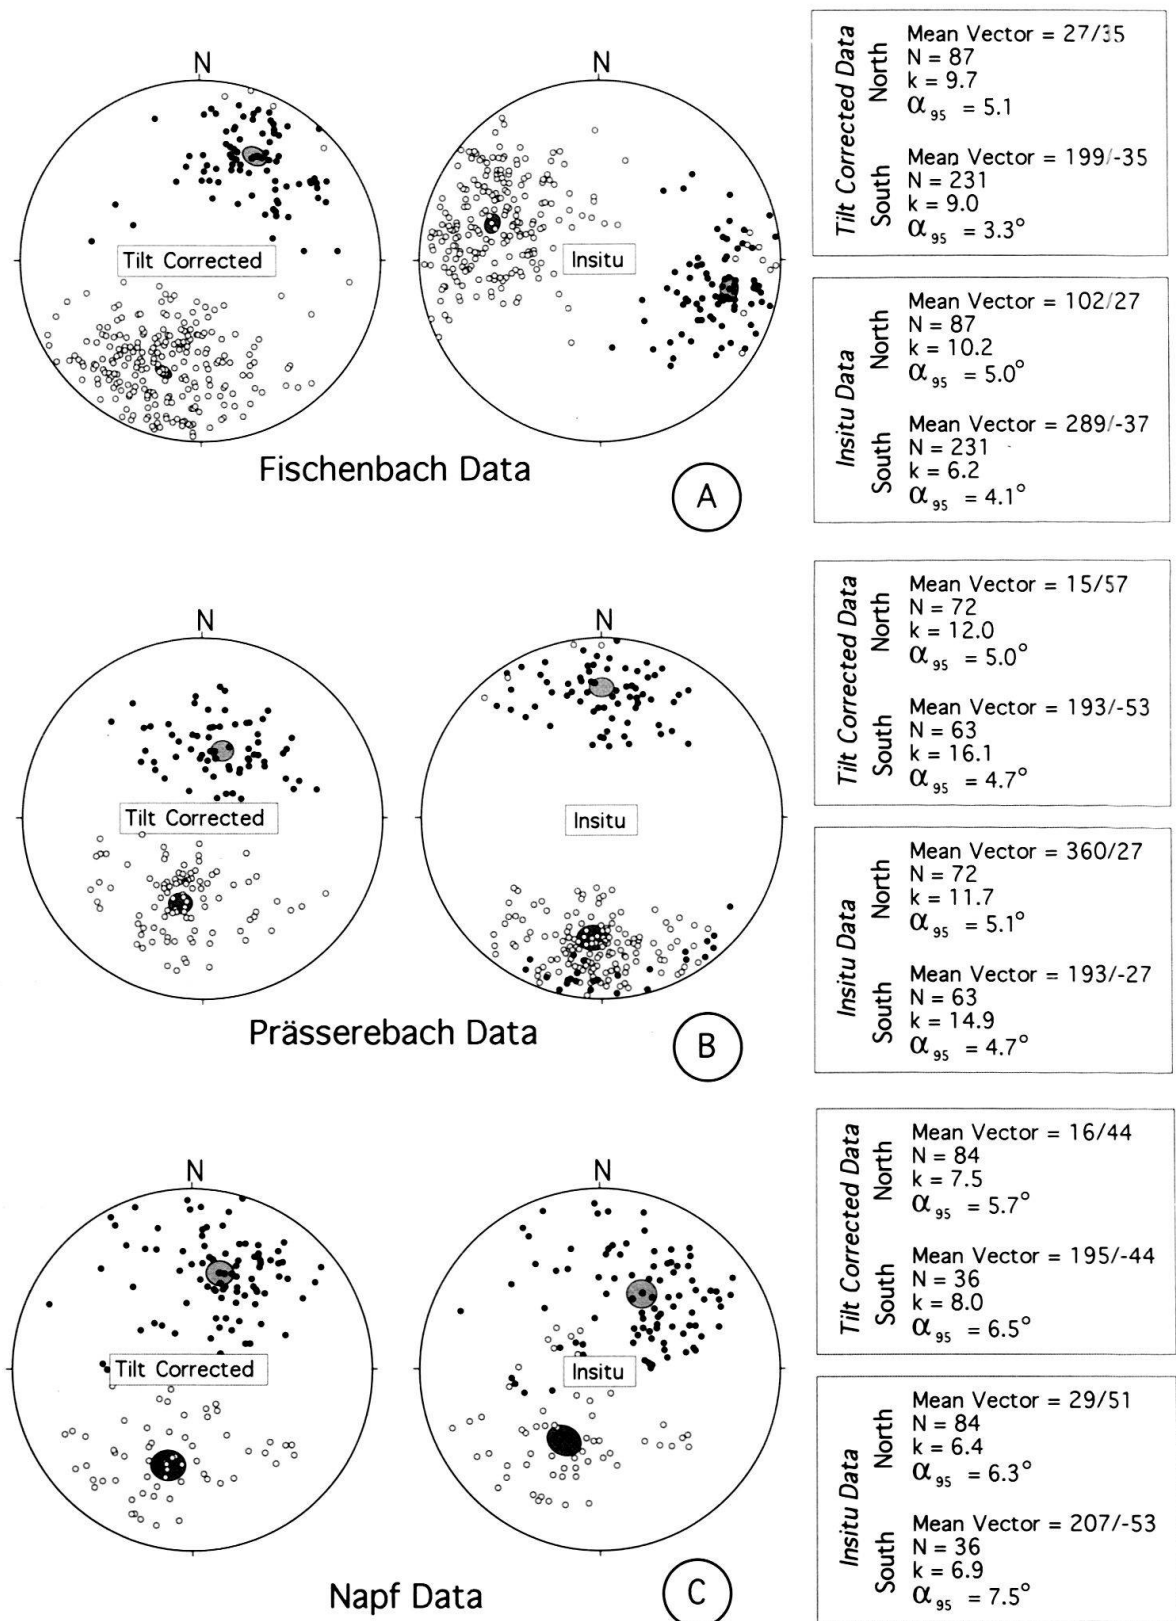 N
N
Tilt Corrected
Insitu
Fischenbach Data
A
Tilt Corrected Data
North
Mean Vector = 27/35
N = 87
k = 9.7
α95 = 5.1
South
Mean Vector = 199/-35
N = 231
k = 9.0
α95 = 3.3°
Insitu Data
North
Mean Vector = 102/27
N = 87
k = 10.2
α95 = 5.0°
South
Mean Vector = 289/-37
N = 231
k = 6.2
α95 = 4.1°
N
N
Tilt Corrected
Insitu
Prässerebach Data
B
Tilt Corrected Data
North
Mean Vector = 15/57
N = 72
k = 12.0
α95 = 5.0°
South
Mean Vector = 193/-53
N = 63
k = 16.1
α95 = 4.7°
Insitu Data
North
Mean Vector = 360/27
N = 72
k = 11.7
α95 = 5.1°
South
Mean Vector = 193/-27
N = 63
k = 14.9
α95 = 4.7°
N
N
Tilt Corrected
Insitu
Napf Data
C
Tilt Corrected Data
North
Mean Vector = 16/44
N = 84
k = 7.5
α95 = 5.7°
South
Mean Vector = 195/-44
N = 36
k = 8.0
α95 = 6.5°
Insitu Data
North
Mean Vector = 29/51
N = 84
k = 6.4
α95 = 6.3°
South
Mean Vector = 207/-53
N = 36
k = 6.9
α95 = 7.5°